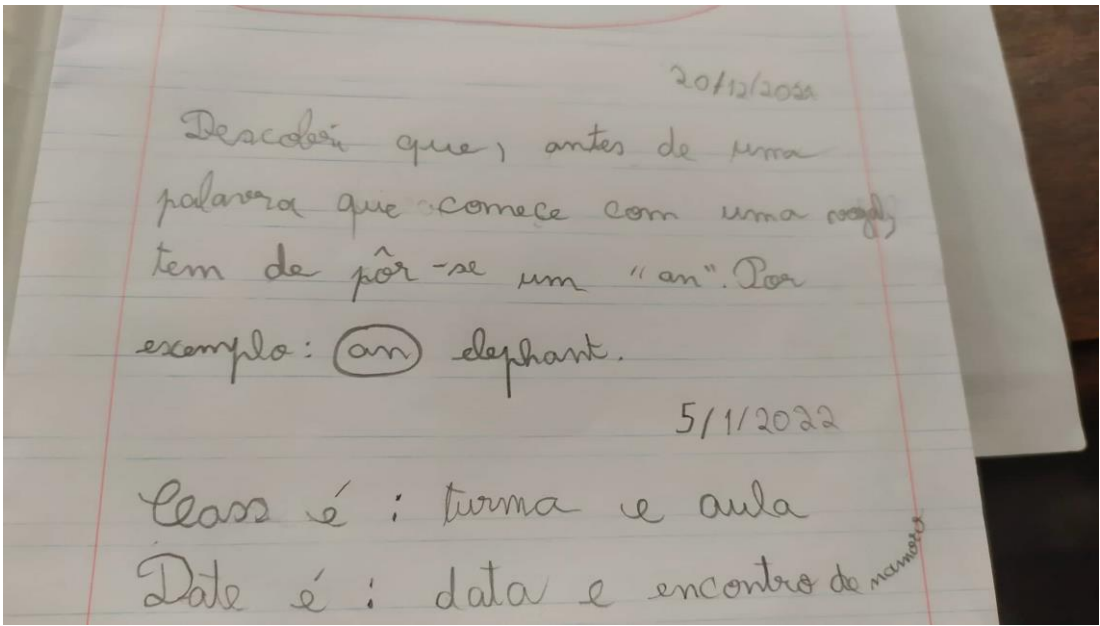 20/12/2021
Descobri que, antes de uma
palavra que comece com uma vogal,
tem de pôr-se um "an". Por
exemplo: an elephant.
5/1/2022
Class é : turma e aula
Date é : data e encontro de namoro